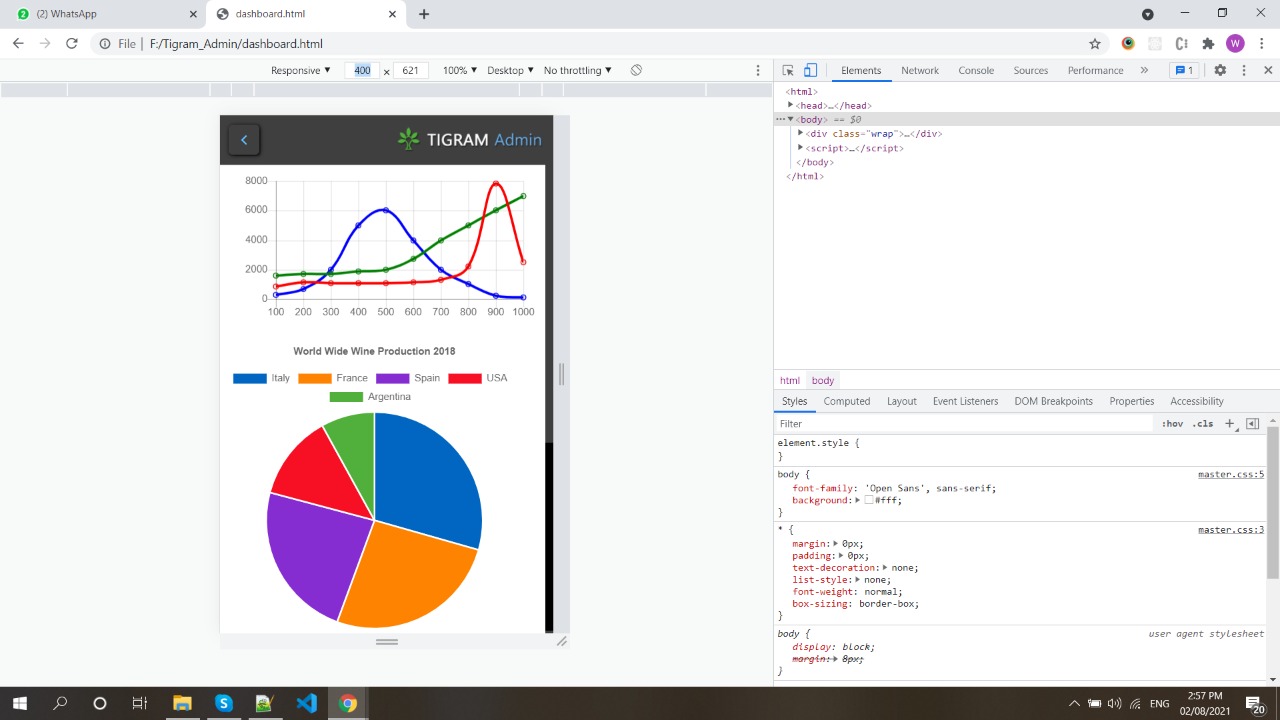 (2) WhatsApp
dashboard.html
File | F:/Tigram_Admin/dashboard.html
W
Responsive ▼ 400 × 621 100% ▼ Desktop ▼ No throttling ▼
Elements Network Console Sources Performance » 1
TIGRAM Admin
8000
6000
4000
2000
0
100 200 300 400 500 600 700 800 900 1000
World Wide Wine Production 2018
Italy France Spain USA
Argentina
<html>
▶<head>…</head>
…▼<body> == $0
▶<div class="wrap">…</div>
▶<script>…</script>
</body>
</html>
html body
Styles Computed Layout Event Listeners DOM Breakpoints Properties Accessibility
Filter :hov .cls +
element.style {
}
body { master.css:5
font-family: 'Open Sans', sans-serif;
background:▶ #fff;
}
* { master.css:3
margin:▶ 0px;
padding:▶ 0px;
text-decoration:▶ none;
list-style:▶ none;
font-weight: normal;
box-sizing: border-box;
}
body { user agent stylesheet
display: block;
margin:▶ 8px;
}
ENG
2:57 PM
02/08/2021
20